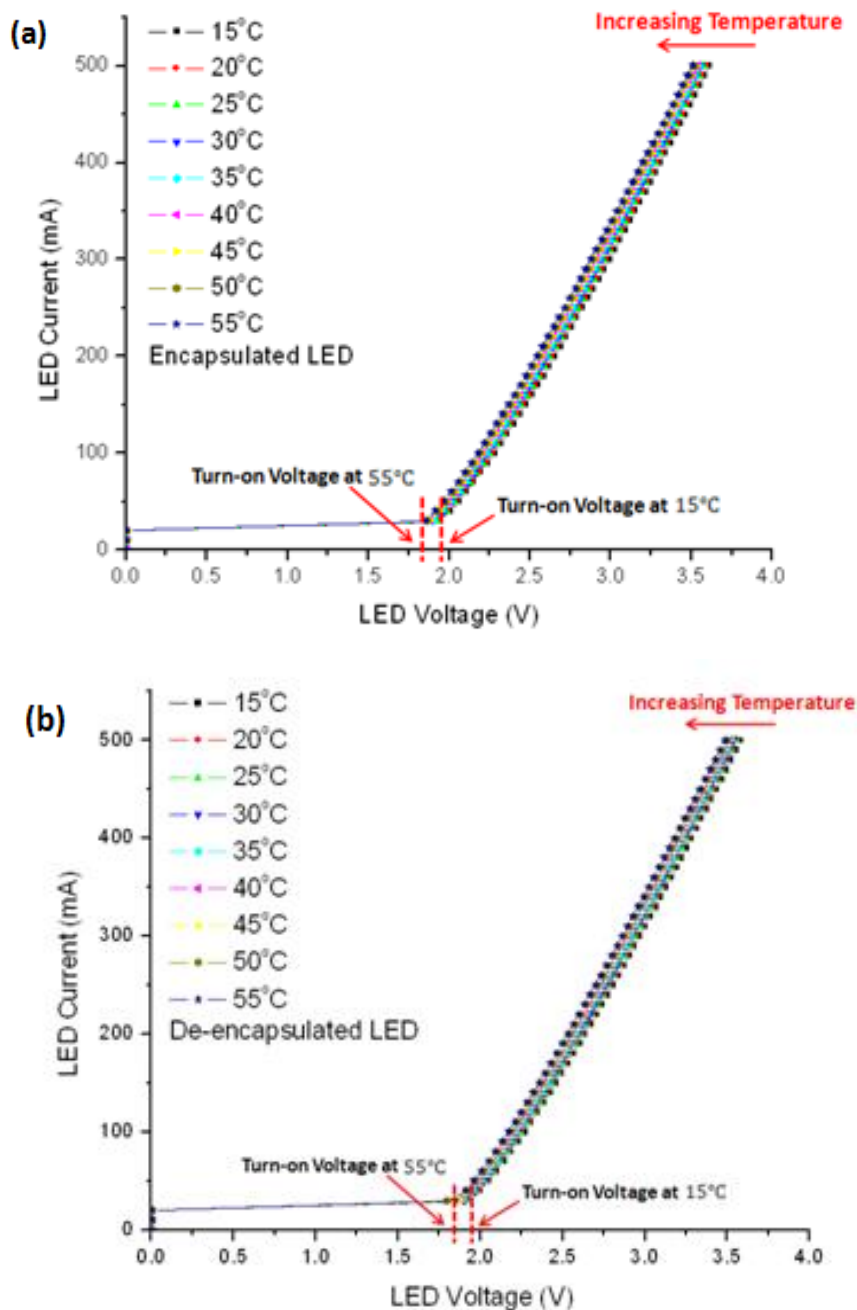 (a)
Increasing Temperature
15°C
20°C
25°C
30°C
35°C
40°C
45°C
50°C
55°C
Encapsulated LED
500
400
300
200
100
0
LED Current (mA)
Turn-on Voltage at 55°C
Turn-on Voltage at 15°C
0.0 0.5 1.0 1.5 2.0 2.5 3.0 3.5 4.0
LED Voltage (V)
(b)
Increasing Temperature
15°C
20°C
25°C
30°C
35°C
40°C
45°C
50°C
55°C
De-encapsulated LED
500
400
300
200
100
0
LED Current (mA)
Turn-on Voltage at 55°C
Turn-on Voltage at 15°C
0.0 0.5 1.0 1.5 2.0 2.5 3.0 3.5 4.0
LED Voltage (V)